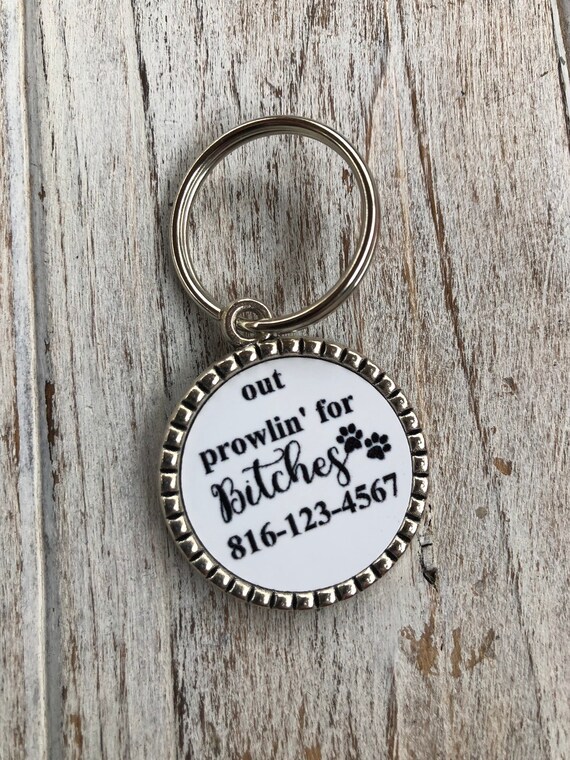 out
prowlin' for
Bitches
816-123-4567